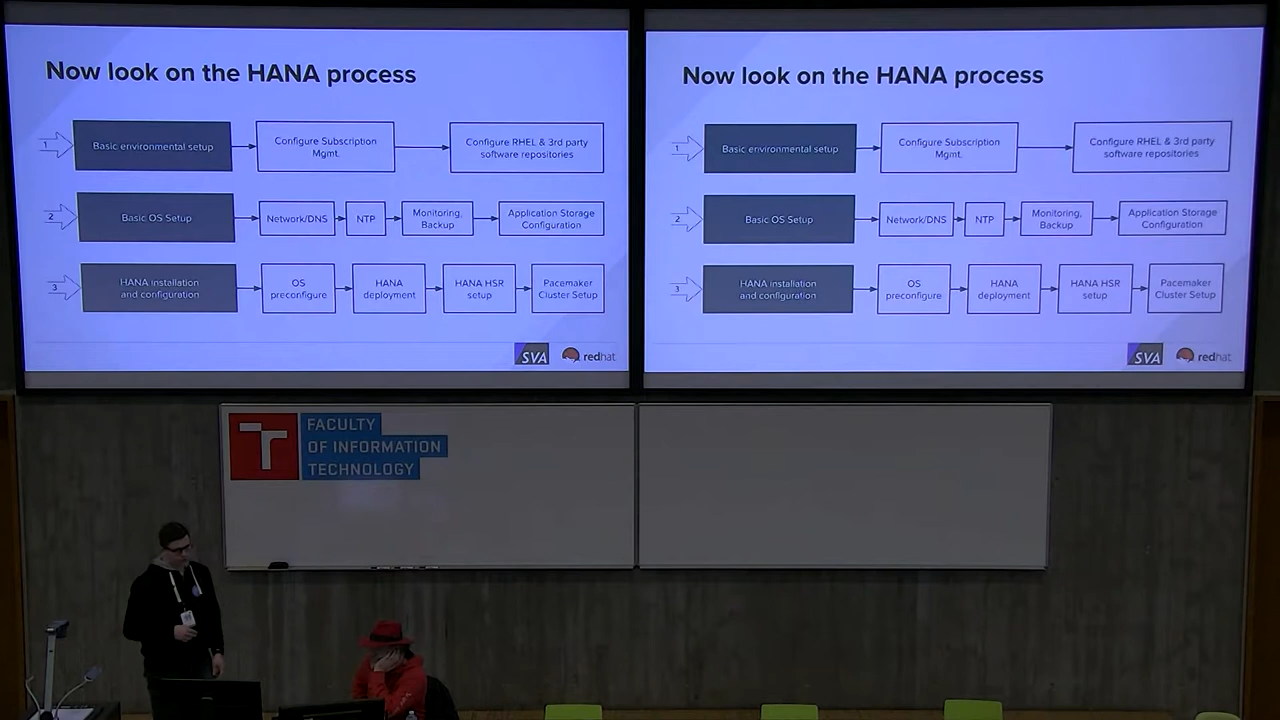 Now look on the HANA process
1
Basic environmental setup
Configure Subscription
Mgmt.
Configure RHEL & 3rd party
software repositories
2
Basic OS Setup
Network/DNS
NTP
Monitoring,
Backup
Application Storage
Configuration
3
HANA installation
and configuration
OS
preconfigure
HANA
deployment
HANA HSR
setup
Pacemaker
Cluster Setup
SVA
redhat
Now look on the HANA process
1
Basic environmental setup
Configure Subscription
Mgmt.
Configure RHEL & 3rd party
software repositories
2
Basic OS Setup
Network/DNS
NTP
Monitoring,
Backup
Application Storage
Configuration
3
HANA installation
and configuration
OS
preconfigure
HANA
deployment
HANA HSR
setup
Pacemaker
Cluster Setup
SVA
redhat
T
FACULTY
OF INFORMATION
TECHNOLOGY